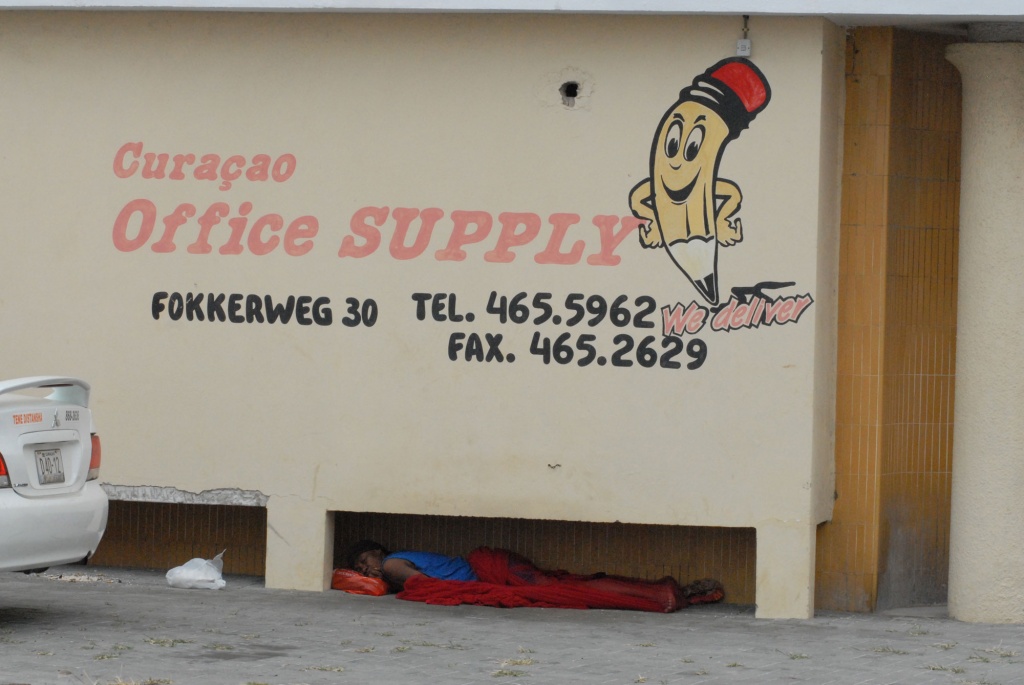 Curaçao
Office SUPPLY
FOKKERWEG 30 TEL. 465.5962
We deliver
FAX. 465.2629